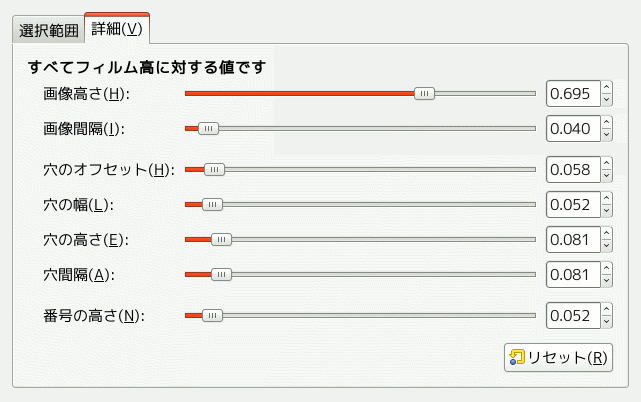 選択範囲 詳細(V)
すべてフィルム高に対する値です
画像高さ(H): 0.695
画像間隔(I): 0.040
穴のオフセット(H): 0.058
穴の幅(L): 0.052
穴の高さ(E): 0.081
穴間隔(A): 0.081
番号の高さ(N): 0.052
リセット(R)